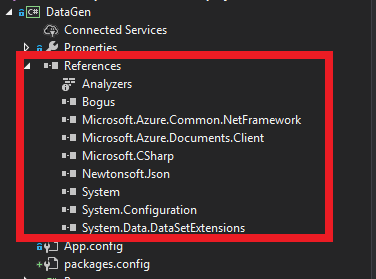 DataGen
Connected Services
Properties
References
Analyzers
Bogus
Microsoft.Azure.Common.NetFramework
Microsoft.Azure.Documents.Client
Microsoft.CSharp
Newtonsoft.Json
System
System.Configuration
System.Data.DataSetExtensions
App.config
packages.config